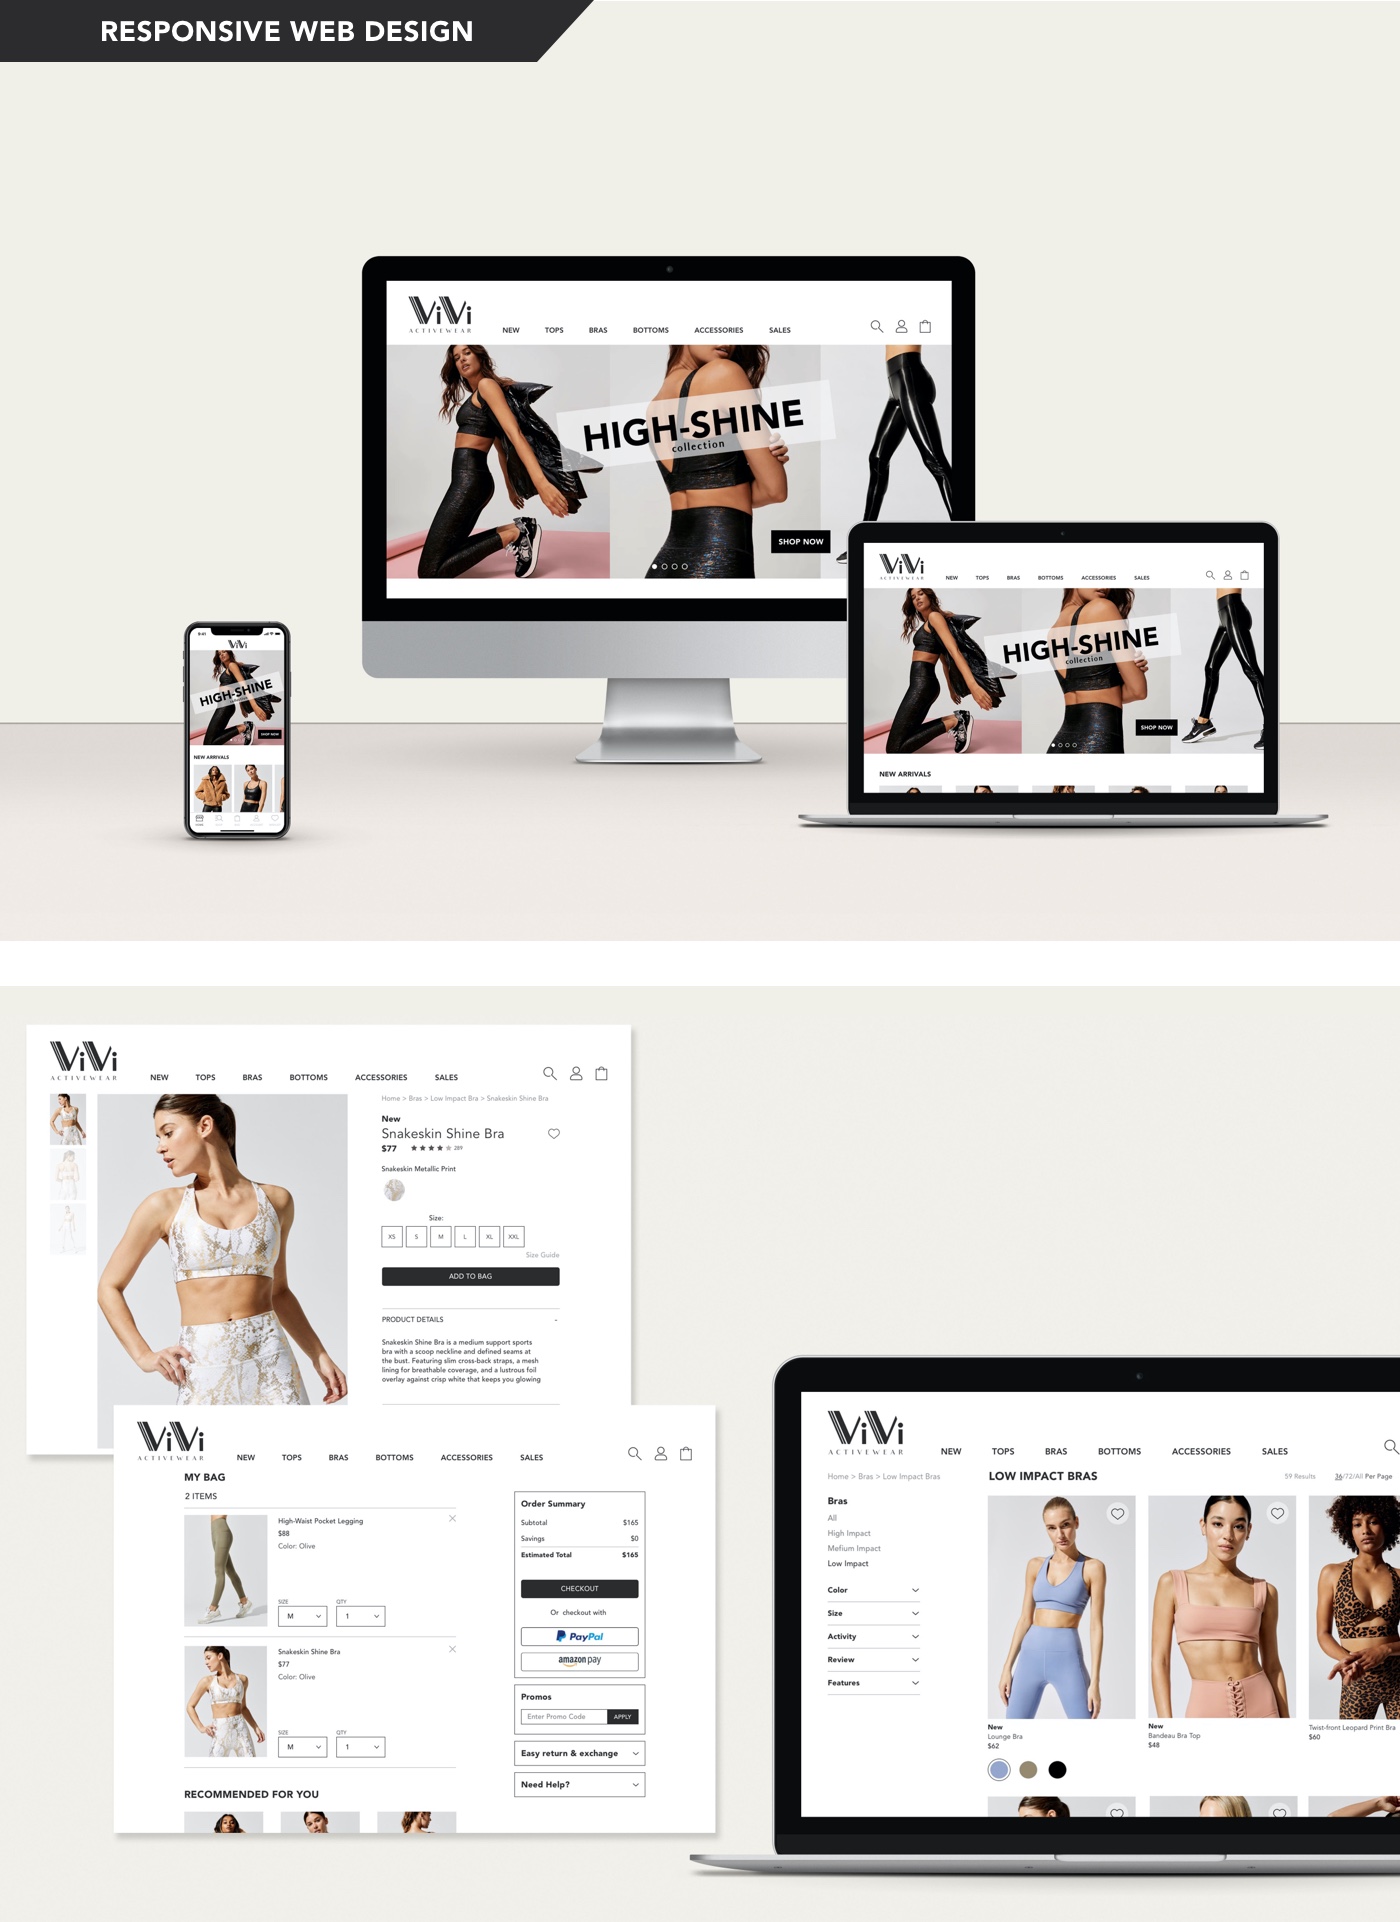 RESPONSIVE WEB DESIGN
ViVi
ACTIVEWEAR
NEW TOPS BRAS BOTTOMS ACCESSORIES SALES
HIGH-SHINE
collection
SHOP NOW
ViVi
ACTIVEWEAR
NEW TOPS BRAS BOTTOMS ACCESSORIES SALES
HIGH-SHINE
collection
SHOP NOW
NEW ARRIVALS
9:41
ViVi
HIGH-SHINE
collection
SHOP NOW
NEW ARRIVALS
ViVi
ACTIVEWEAR
NEW TOPS BRAS BOTTOMS ACCESSORIES SALES
Home > Bras > Low Impact Bra > Snakeskin Shine Bra
New
Snakeskin Shine Bra
$77 289
Snakeskin Metallic Print
Size:
XS S M L XL XXL
Size Guide
ADD TO BAG
PRODUCT DETAILS -
Snakeskin Shine Bra is a medium support sports
bra with a scoop neckline and defined seams at
the bust. Featuring slim cross-back straps, a mesh
lining for breathable coverage, and a lustrous foil
overlay against crisp white that keeps you glowing
ViVi
ACTIVEWEAR
NEW TOPS BRAS BOTTOMS ACCESSORIES SALES
MY BAG
2 ITEMS
High-Waist Pocket Legging
$88
Color: Olive
SIZE QTY
M 1
Snakeskin Shine Bra
$77
Color: Olive
SIZE QTY
M 1
RECOMMENDED FOR YOU
Order Summary
Subtotal $165
Savings $0
Estimated Total $165
CHECKOUT
Or checkout with
PayPal
amazon pay
Promos
Enter Promo Code APPLY
Easy return & exchange
Need Help?
ViVi
ACTIVEWEAR
NEW TOPS BRAS BOTTOMS ACCESSORIES SALES
Home > Bras > Low Impact Bras
LOW IMPACT BRAS
59 Results 36/72/All Per Page
Bras
All
High Impact
Mefium Impact
Low Impact
Color
Size
Activity
Review
Features
New
Lounge Bra
$62
New
Bandeau Bra Top
$48
Twist-front Leopard Print Bra
$60